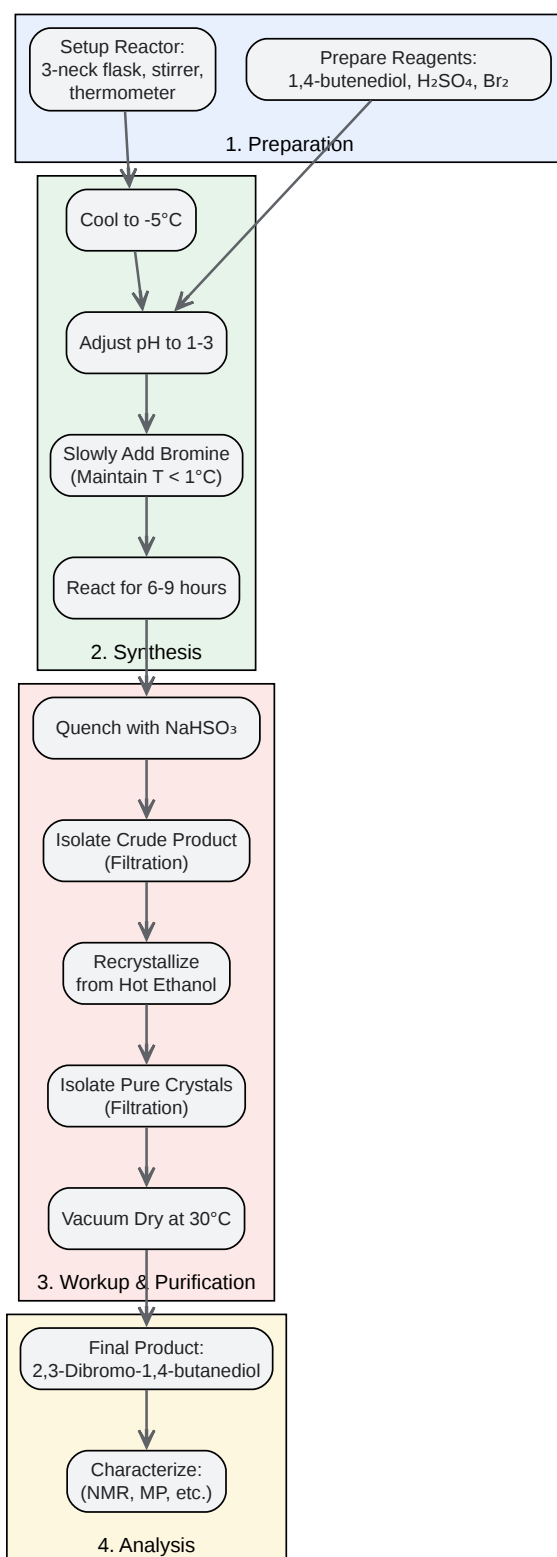 Setup Reactor:
3-neck flask, stirrer,
thermometer
Prepare Reagents:
1,4-butenediol, H₂SO₄, Br₂
1. Preparation
Cool to -5°C
Adjust pH to 1-3
Slowly Add Bromine
(Maintain T < 1°C)
React for 6-9 hours
2. Synthesis
Quench with NaHSO₃
Isolate Crude Product
(Filtration)
Recrystallize
from Hot Ethanol
Isolate Pure Crystals
(Filtration)
Vacuum Dry at 30°C
3. Workup & Purification
Final Product:
2,3-Dibromo-1,4-butanediol
Characterize:
(NMR, MP, etc.)
4. Analysis